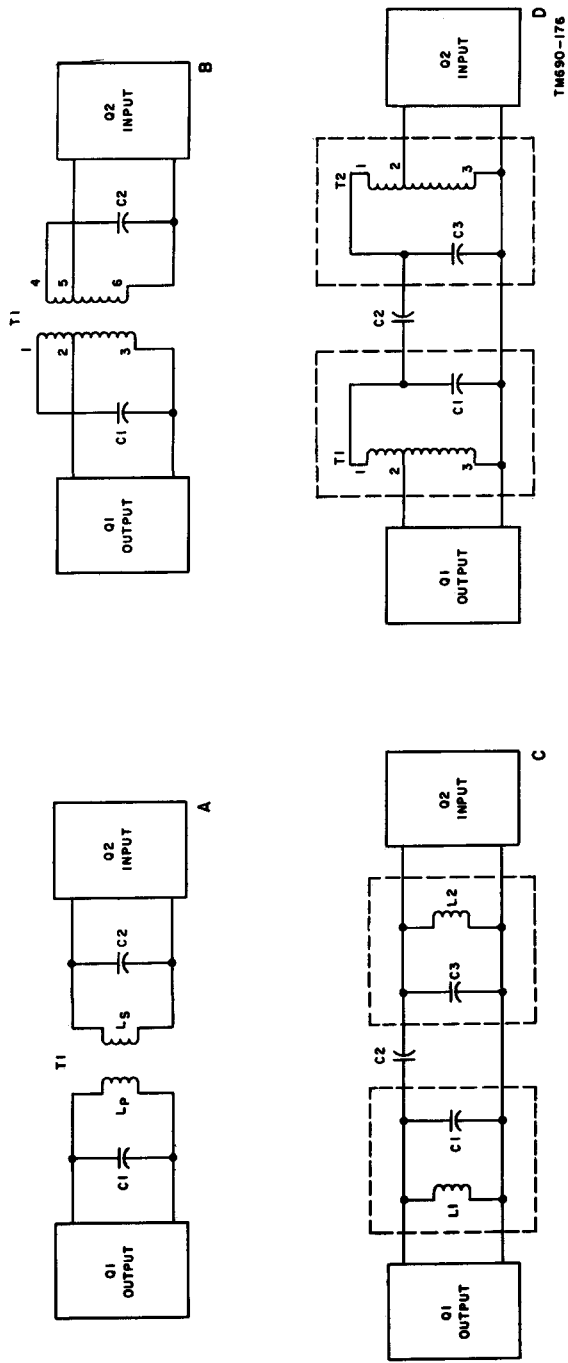 T1
Q1
OUTPUT
C1
LP
LS
C2
Q2
INPUT
A
T1
Q1
OUTPUT
C1
1
2
3
4
5
6
C2
Q2
INPUT
B
Q1
OUTPUT
L1
C1
C2
C3
L2
Q2
INPUT
C
Q1
OUTPUT
T1
1
2
3
C1
C2
C3
T2
1
2
3
Q2
INPUT
D
TM690-176